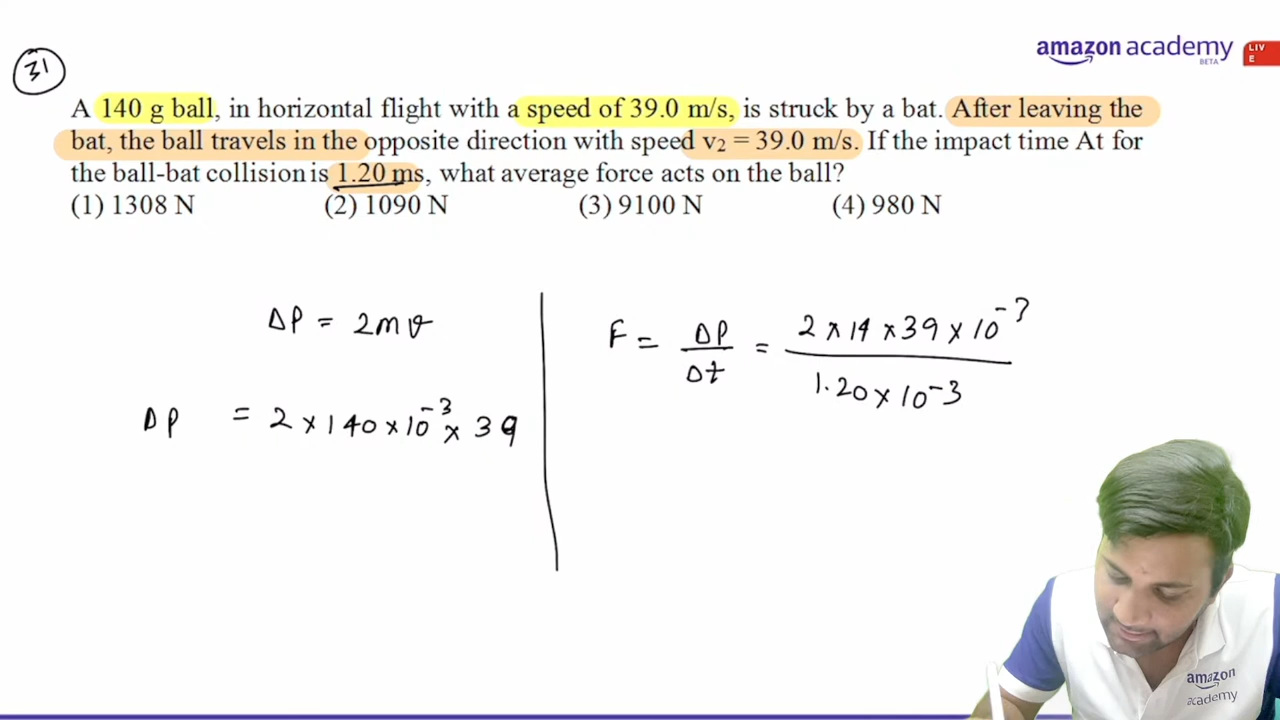 31
amazon academy
BETA
LIV
E
A 140 g ball, in horizontal flight with a speed of 39.0 m/s, is struck by a bat. After leaving the
bat, the ball travels in the opposite direction with speed v₂ = 39.0 m/s. If the impact time At for
the ball-bat collision is 1.20 ms, what average force acts on the ball?
(1) 1308 N (2) 1090 N (3) 9100 N (4) 980 N
Δp = 2mv
Δp = 2 × 140 × 10⁻³ × 39
F = Δp/Δt = 2 × 14 × 39 × 10⁻³ / 1.20 × 10⁻³
amazon
academy